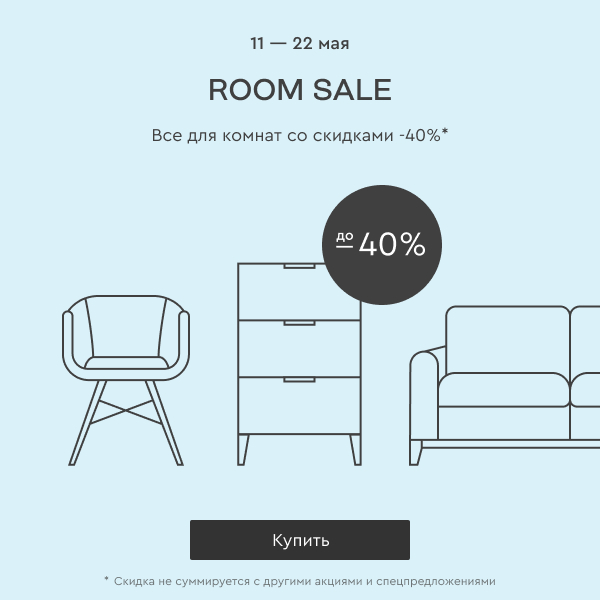 11 — 22 мая
ROOM SALE
Все для комнат со скидками -40%*
до 40%
Купить
* Скидка не суммируется с другими акциями и спецпредложениями